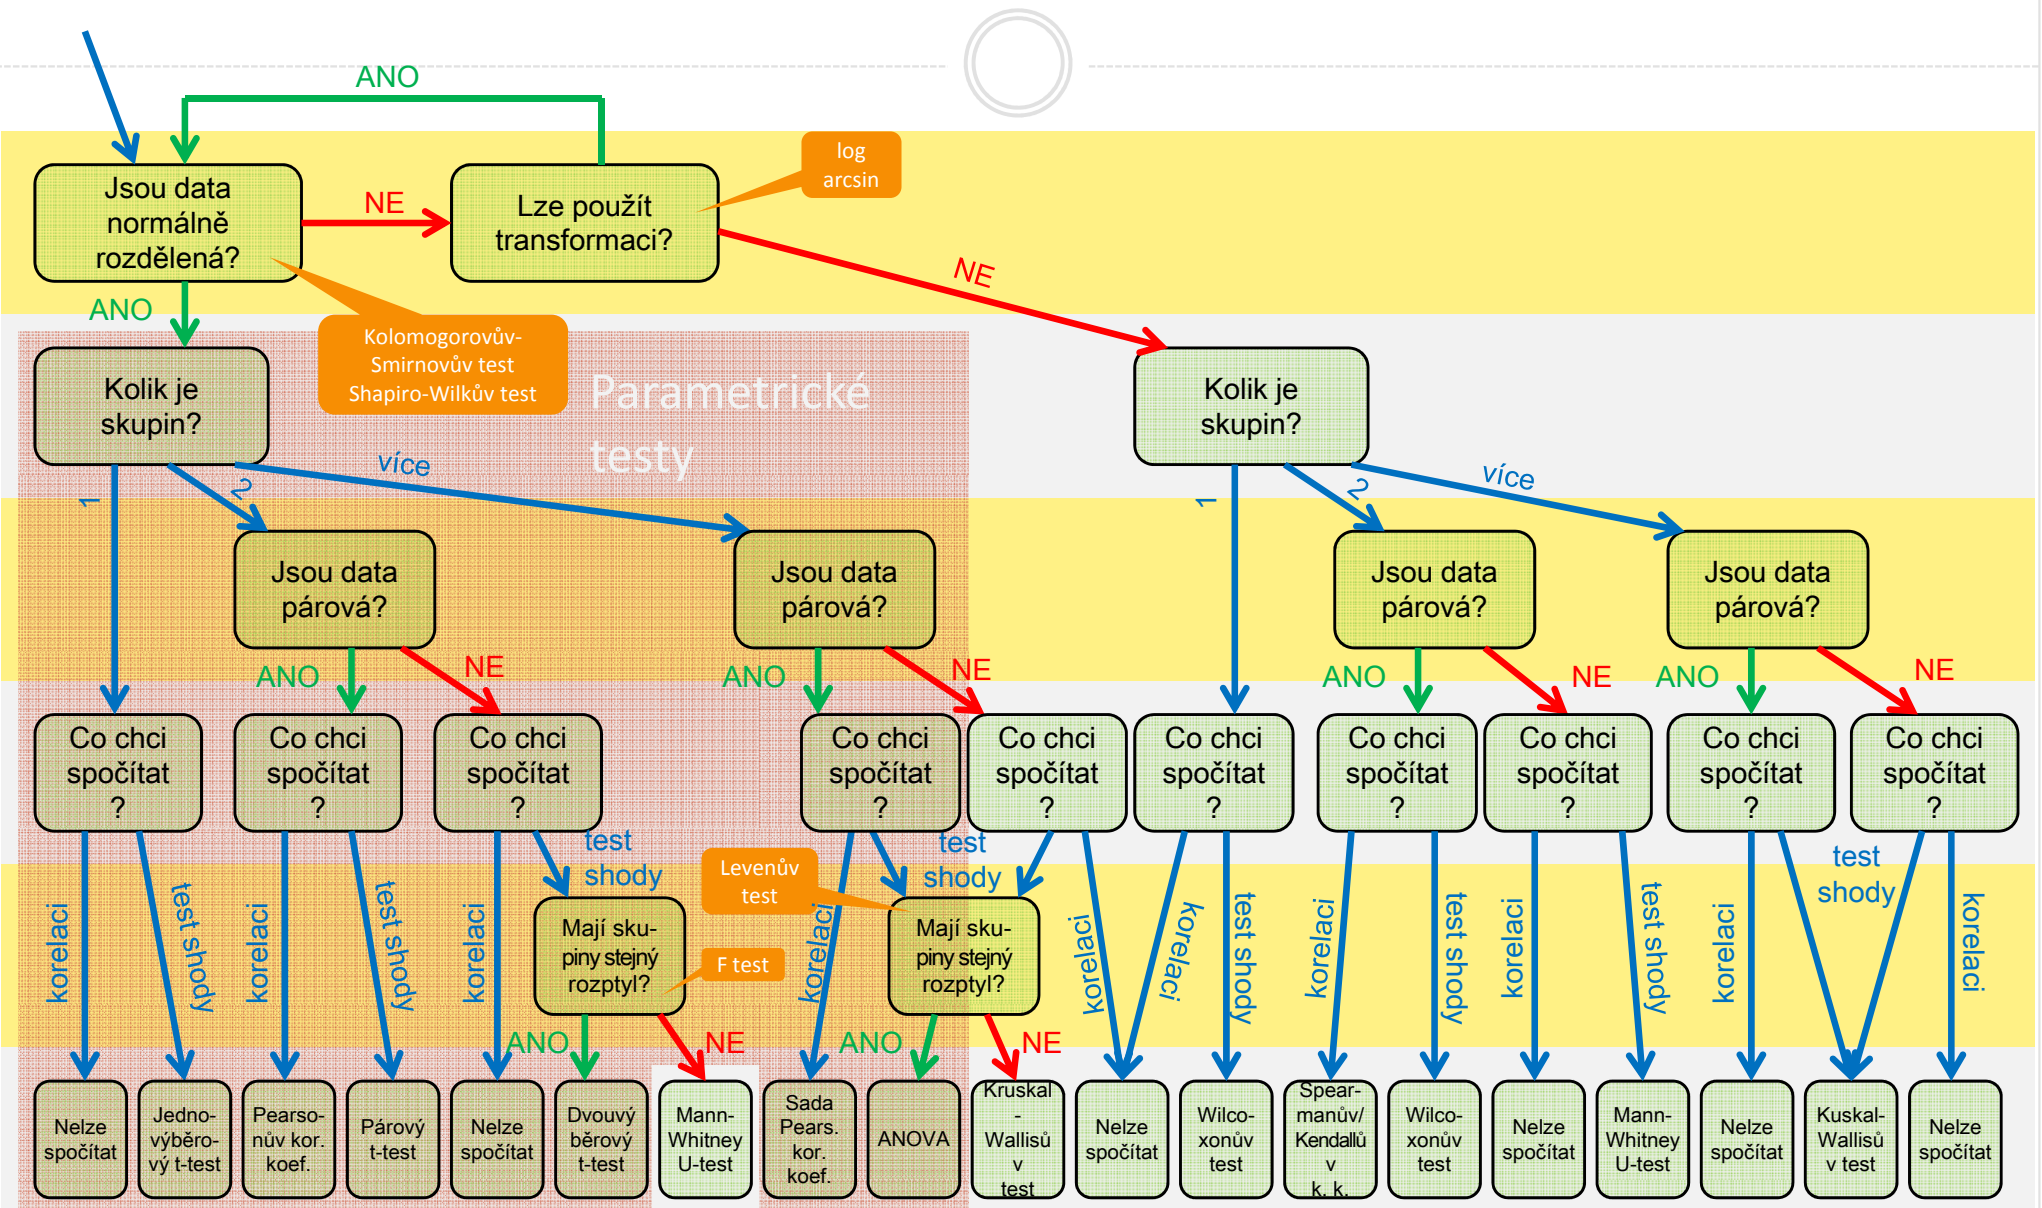 ANO
log
arcsin
Jsou data
normálně
rozdělená?
NE
Lze použít
transformaci?
NE
ANO
Kolomogorovův-
Smirnovův test
Shapiro-Wilkův test
Parametrické
testy
Kolik je
skupin?
Kolik je
skupin?
1
2
více
1
2
více
Jsou data
párová?
Jsou data
párová?
Jsou data
párová?
Jsou data
párová?
ANO
NE
ANO
NE
ANO
NE
ANO
NE
Co chci
spočítat
?
Co chci
spočítat
?
Co chci
spočítat
?
Co chci
spočítat
?
Co chci
spočítat
?
Co chci
spočítat
?
Co chci
spočítat
?
Co chci
spočítat
?
Co chci
spočítat
?
Co chci
spočítat
?
korelaci
test shody
korelaci
test shody
korelaci
test
shody
Levenův
test
korelaci
test
shody
korelaci
korelaci
test shody
korelaci
test shody
korelaci
test shody
korelaci
test
shody
korelaci
Mají sku-
piny stejný
rozptyl?
F test
Mají sku-
piny stejný
rozptyl?
ANO
NE
ANO
NE
Nelze
spočítat
Jedno-
výběro-
vý t-test
Pearso-
nův kor.
koef.
Párový
t-test
Nelze
spočítat
Dvouvý
běrový
t-test
Mann-
Whitney
U-test
Sada
Pears.
kor.
koef.
ANOVA
Kruskal
-
Wallisů
v
test
Nelze
spočítat
Wilco-
xonův
test
Spear-
manův/
Kendallů
v
k. k.
Wilco-
xonův
test
Nelze
spočítat
Mann-
Whitney
U-test
Nelze
spočítat
Kuskal-
Wallisů
v test
Nelze
spočítat